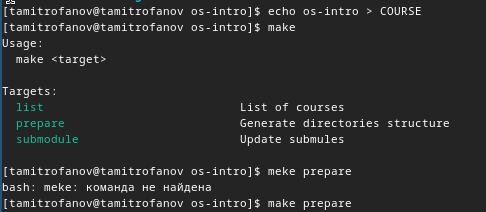 [tamitrofanov@tamitrofanov os-intro]$ echo os-intro > COURSE
[tamitrofanov@tamitrofanov os-intro]$ make
Usage:
  make <target>

Targets:
  list                            List of courses
  prepare                         Generate directories structure
  submodule                       Update submules

[tamitrofanov@tamitrofanov os-intro]$ meke prepare
bash: meke: команда не найдена
[tamitrofanov@tamitrofanov os-intro]$ make prepare